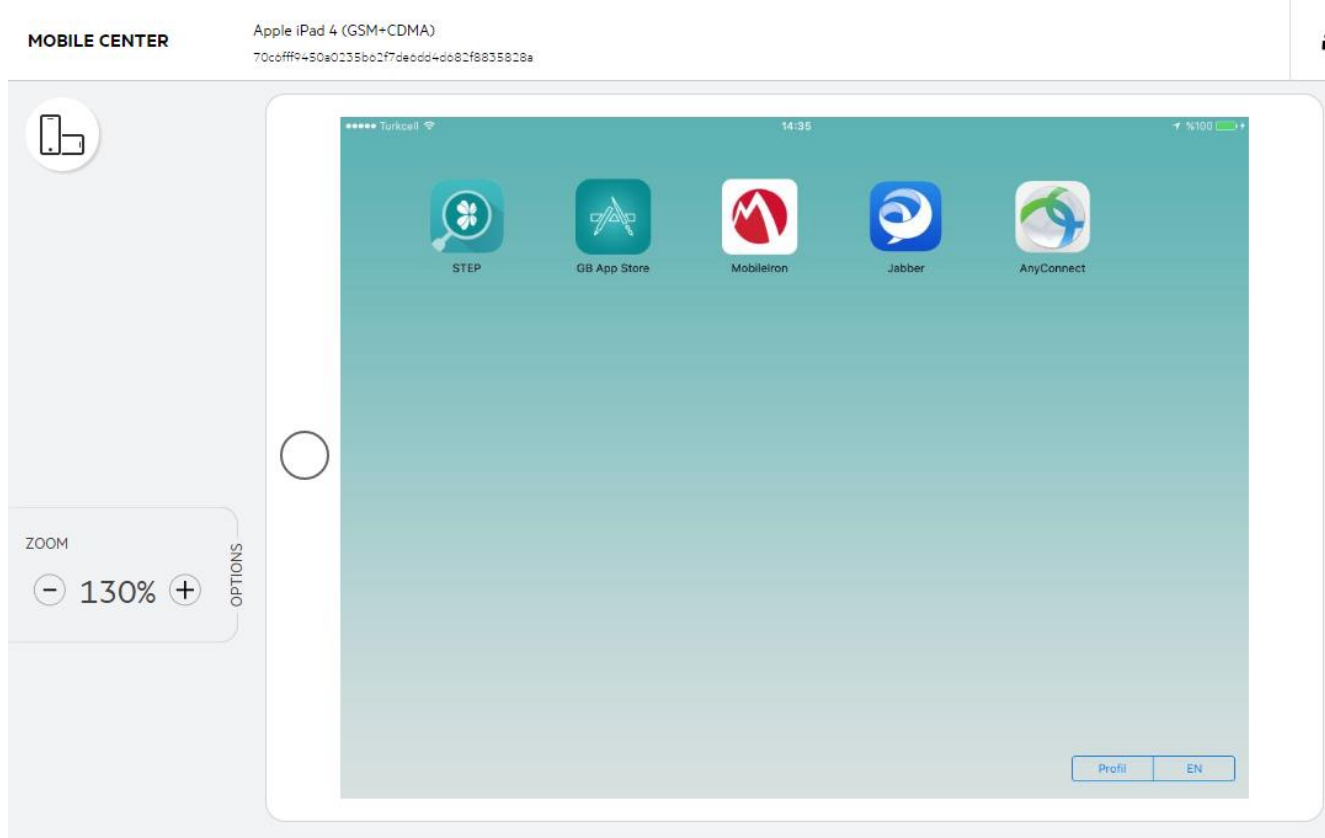 MOBILE CENTER
Apple iPad 4 (GSM+CDMA)
70c6fff9450a0235b62f7de6dd4d682f8835828a
Turkcell 14:35 %100
STEP GB App Store MobileIron Jabber AnyConnect
ZOOM
130%
OPTIONS
Profil EN